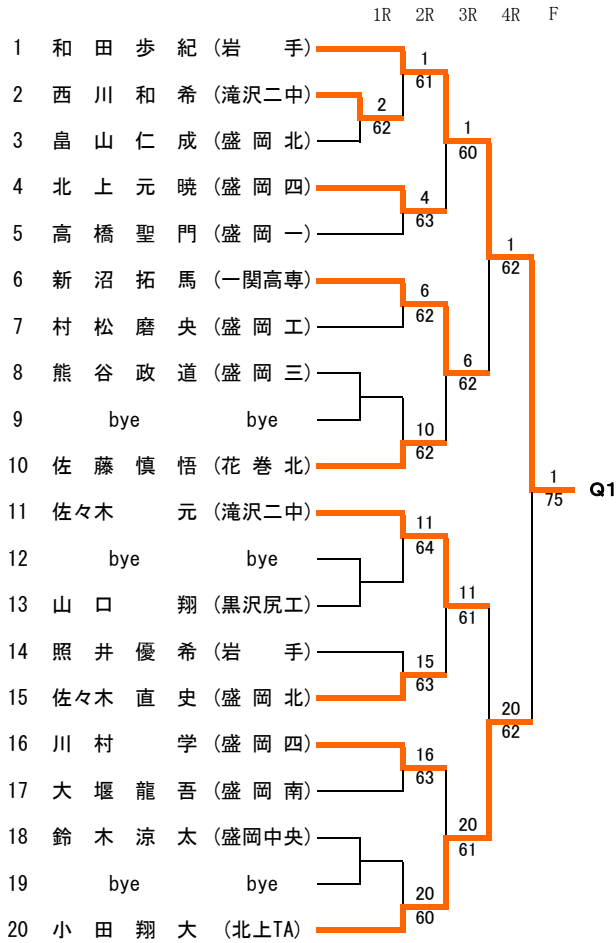 1R 2R 3R 4R F
1 和田歩紀 (岩手)
1
61
2 西川和希 (滝沢二中)
2
62
3 畠山仁成 (盛岡北)
1
60
4 北上元暁 (盛岡四)
4
63
5 高橋聖門 (盛岡一)
1
62
6 新沼拓馬 (一関高専)
6
62
7 村松磨央 (盛岡工)
6
62
8 熊谷政道 (盛岡三)
9 bye bye
10
62
10 佐藤慎悟 (花巻北)
1
75
Q1
11 佐々木元 (滝沢二中)
11
64
12 bye bye
13 山口翔 (黒沢尻工)
11
61
14 照井優希 (岩手)
15
63
15 佐々木直史 (盛岡北)
20
62
16 川村学 (盛岡四)
16
63
17 大堰龍吾 (盛岡南)
18 鈴木涼太 (盛岡中央)
20
61
19 bye bye
20
60
20 小田翔大 (北上TA)